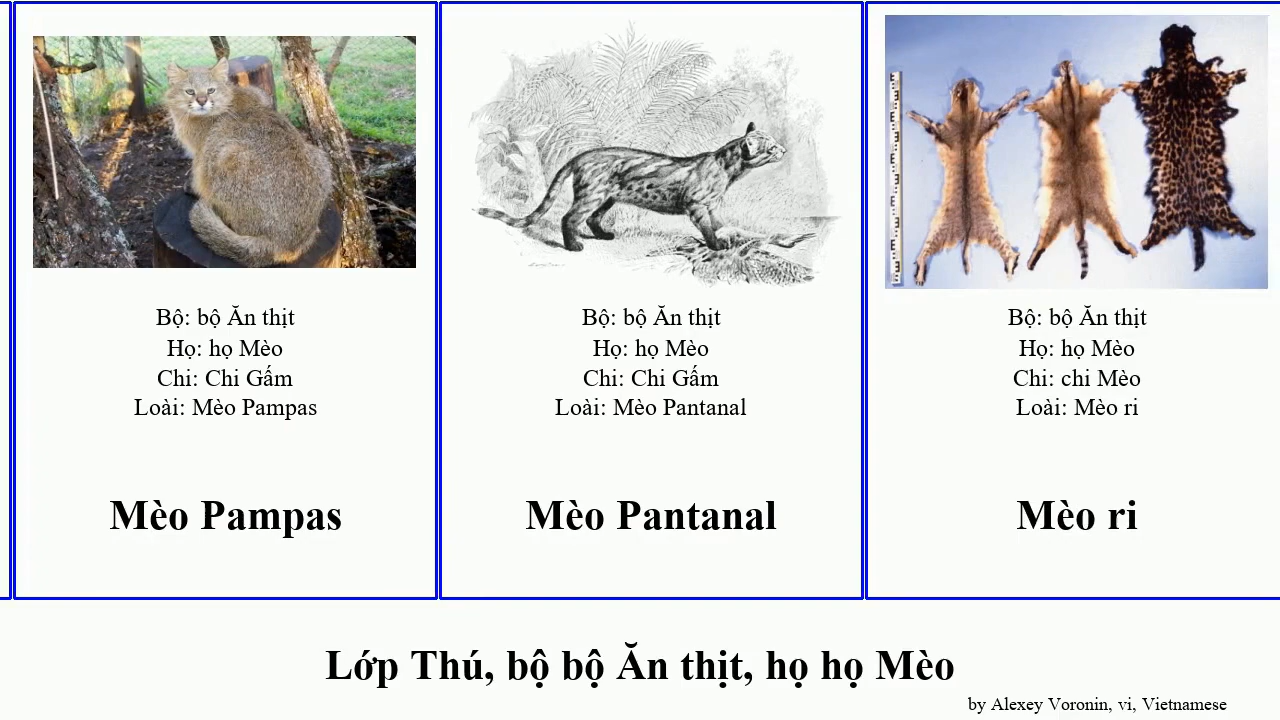 Bộ: bộ Ăn thịt
Họ: họ Mèo
Chi: Chi Gấm
Loài: Mèo Pampas
Mèo Pampas
Bộ: bộ Ăn thịt
Họ: họ Mèo
Chi: Chi Gấm
Loài: Mèo Pantanal
Mèo Pantanal
Bộ: bộ Ăn thịt
Họ: họ Mèo
Chi: chi Mèo
Loài: Mèo ri
Mèo ri
Lớp Thú, bộ bộ Ăn thịt, họ họ Mèo
by Alexey Voronin, vi, Vietnamese